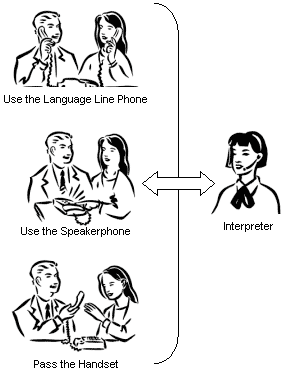 Use the Language Line Phone
Use the Speakerphone
Interpreter
Pass the Handset